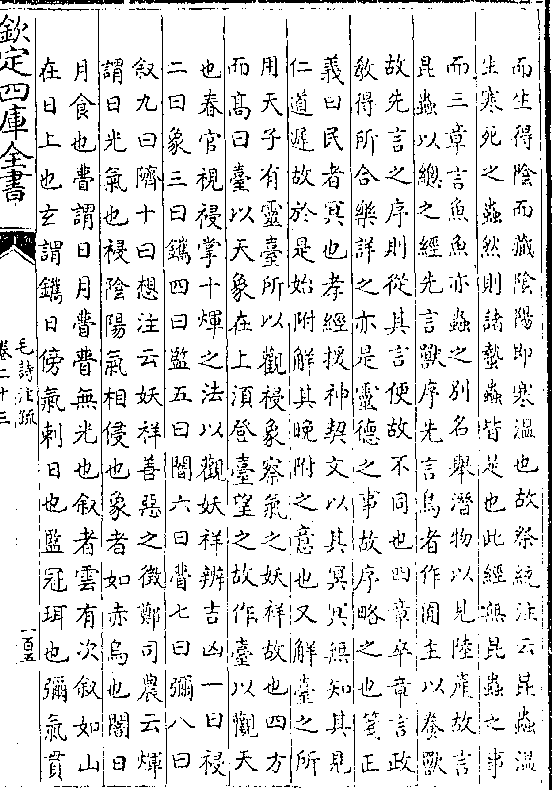 而生得陰而藏陰陽即寒温也故祭統注云昆蟲温
生寒死之蟲然則諸蟄蟲皆是也此經無昆蟲之事
而三章言魚魚亦蟲之别名舉潛物以見陸産故言
昆蟲以總之經先言獸序先言鳥者作囿主以養獸
故先言之序則從其言便故不同也四章卒章言政
教得所合樂詳之亦是靈德之事故序略之也箋正
義曰民者冥也孝經援神契文以其冥冥無知其見
仁道遲故於是始附解其晚附之意也又解臺之所
用天子有靈臺所以觀祲象察氣之妖祥故也四方
而髙曰臺以天象在上須登臺望之故作臺以觀天
也春官視祲掌十煇之法以觀妖祥辨吉凶一曰祲
二曰象三曰鑴四曰監五曰闇六曰瞢七曰彌八曰
叙九曰隮十曰想注云妖祥善惡之徴鄭司農云煇
謂日光氣也祲陰陽氣相侵也象者如赤烏也闇日
月食也瞢謂日月瞢瞢無光也叙者雲有次叙如山
在日上也玄謂鑴日傍氣刺日也監冠珥也彌氣貫
欽定四庫全書
毛詩注疏
卷二十三